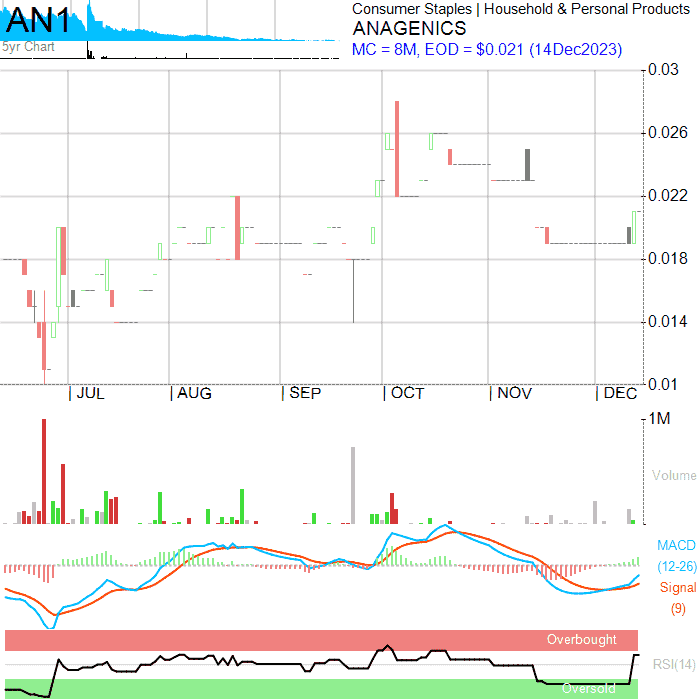 AN1
5yr Chart
Consumer Staples | Household & Personal Products
ANAGENICS
MC = 8M, EOD = $0.021 (14Dec2023)
0.03
0.026
0.022
0.018
0.014
0.01
JUL
AUG
SEP
OCT
NOV
DEC
1M
Volume
MACD
(12-26)
Signal
(9)
Overbought
RSI(14)
Oversold